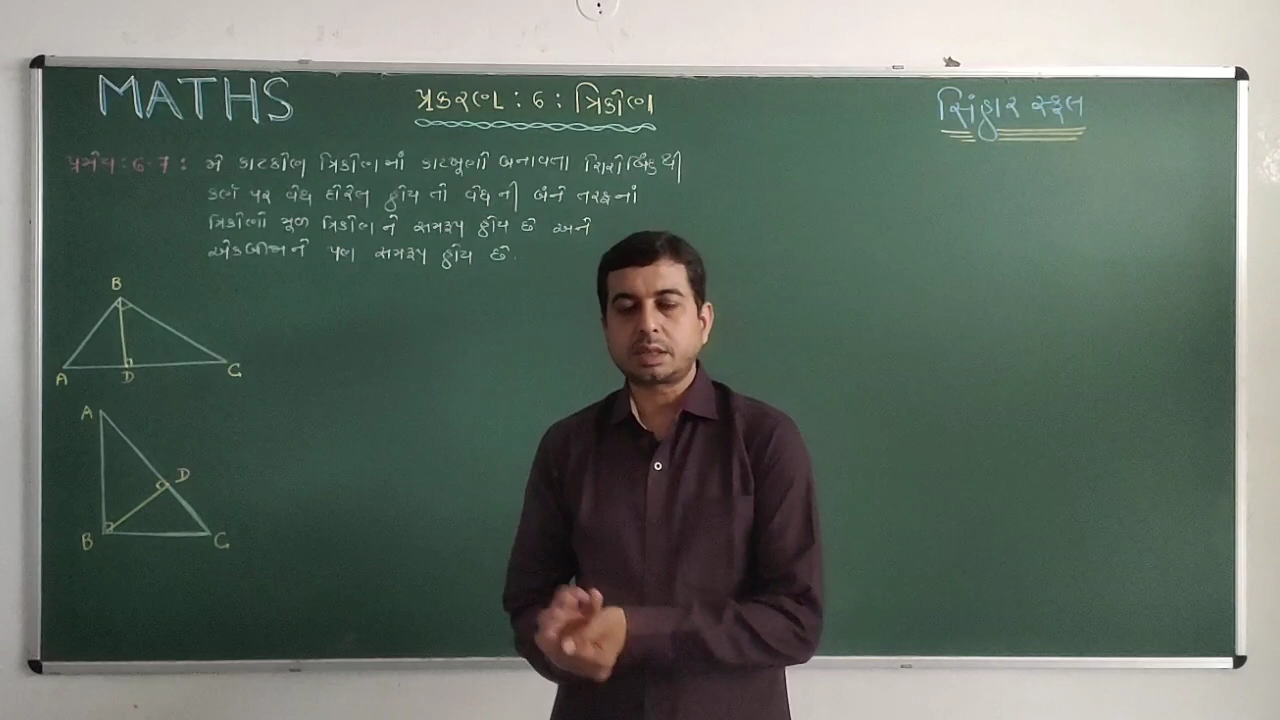 MATHS
પ્રકરણ : 6 : ત્રિકોણ
સિંહાર સ્કૂલ
પ્રમેય : 6.7 : જો કાટકોણ ત્રિકોણમાં કાટખૂણો બનાવતા શિરોબિંદુથી
કર્ણ પર વેધ દોરેલ હોય તો વેધની બંને તરફનાં
ત્રિકોણો મૂળ ત્રિકોણને સમરૂપ હોય છે અને
એકબીજાને પણ સમરૂપ હોય છે.
B
A D C
A
D
B C